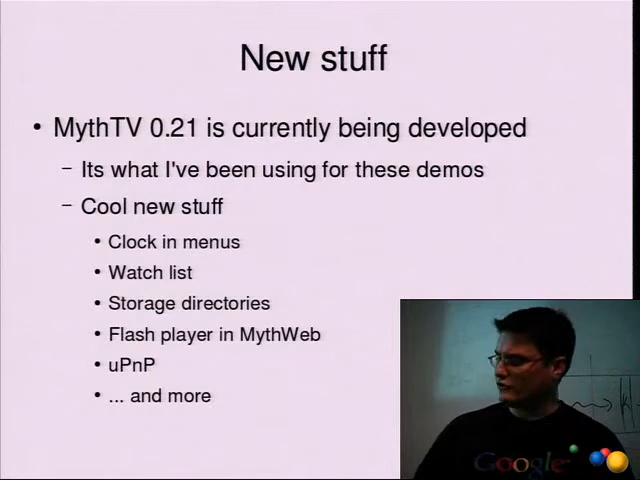 New stuff
• MythTV 0.21 is currently being developed
– Its what I've been using for these demos
– Cool new stuff
• Clock in menus
• Watch list
• Storage directories
• Flash player in MythWeb
• uPnP
• ... and more
Google